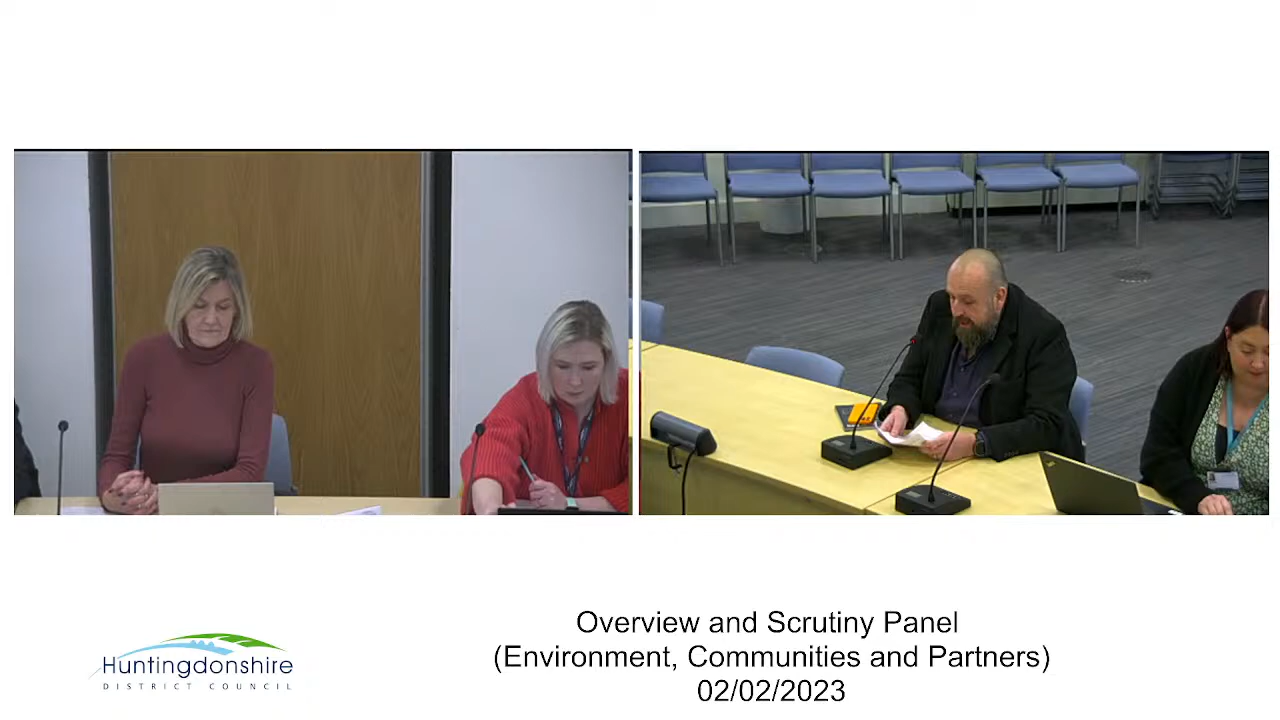 Huntingdonshire
DISTRICT COUNCIL
Overview and Scrutiny Panel
(Environment, Communities and Partners)
02/02/2023